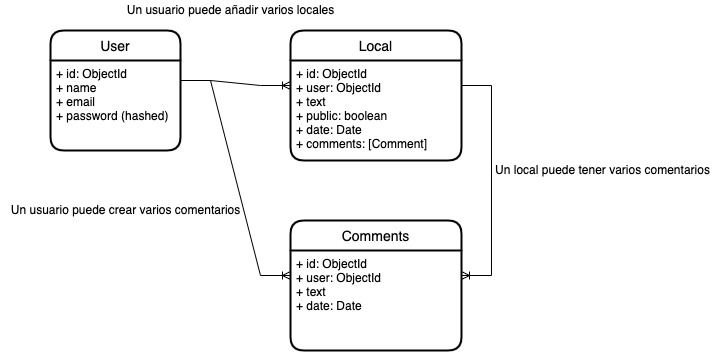 Un usuario puede añadir varios locales
User
+ id: ObjectId
+ name
+ email
+ password (hashed)
Local
+ id: ObjectId
+ user: ObjectId
+ text
+ public: boolean
+ date: Date
+ comments: [Comment]
Un local puede tener varios comentarios
Un usuario puede crear varios comentarios
Comments
+ id: ObjectId
+ user: ObjectId
+ text
+ date: Date